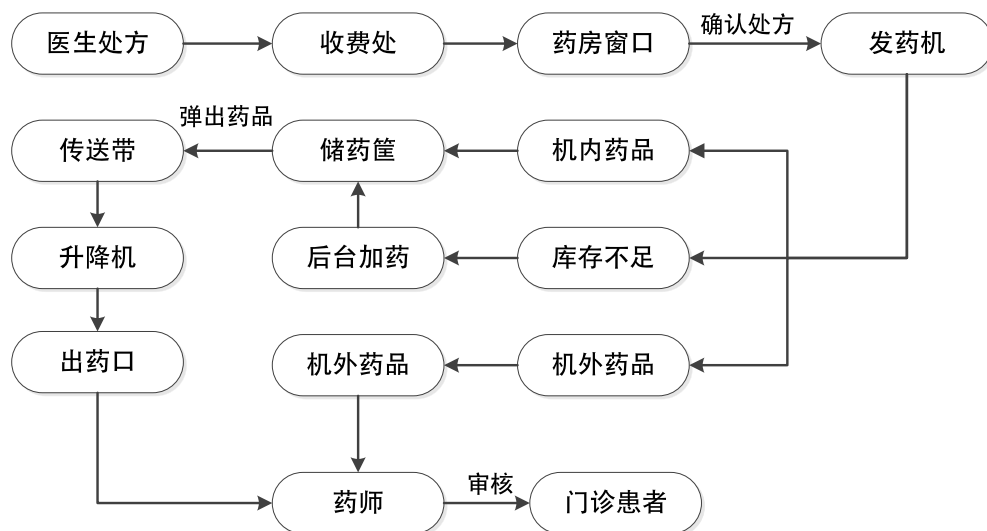 医生处方
收费处
药房窗口
确认处方
发药机
弹出药品
传送带
储药筐
机内药品
升降机
后台加药
库存不足
出药口
机外药品
机外药品
药师
审核
门诊患者